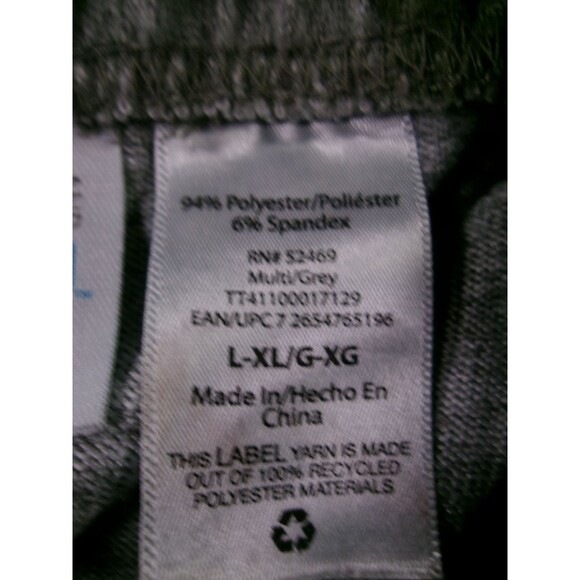 94% Polyester/Poliéster
6% Spandex
RN# 52469
Multi/Grey
TT41100017129
EAN/UPC 7 2654765196
L-XL/G-XG
Made In/Hecho En
China
THIS LABEL YARN IS MADE
OUT OF 100% RECYCLED
POLYESTER MATERIALS